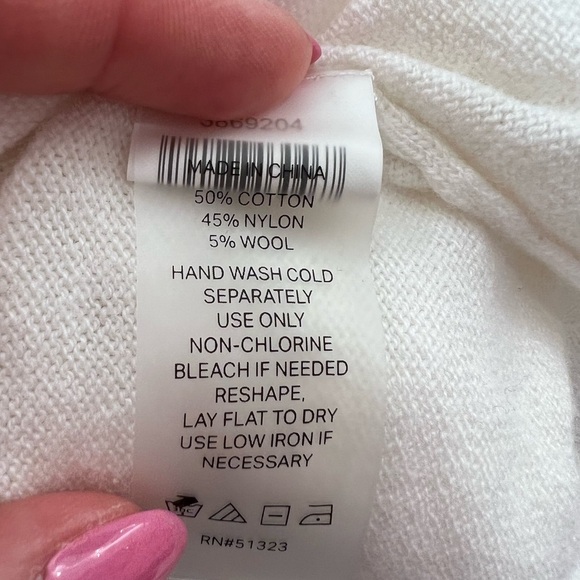 MADE IN CHINA
50% COTTON
45% NYLON
5% WOOL
HAND WASH COLD
SEPARATELY
USE ONLY
NON-CHLORINE
BLEACH IF NEEDED
RESHAPE,
LAY FLAT TO DRY
USE LOW IRON IF
NECESSARY
RN#51323